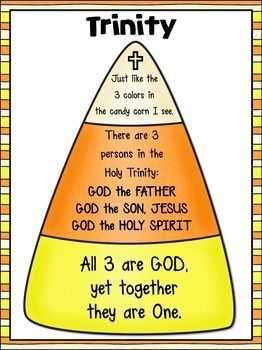 Trinity
Just like the
3 colors in
the candy corn I see.
There are 3
persons in the
Holy Trinity:
GOD the FATHER
GOD the SON, JESUS
GOD the HOLY SPIRIT
All 3 are GOD,
yet together
they are One.